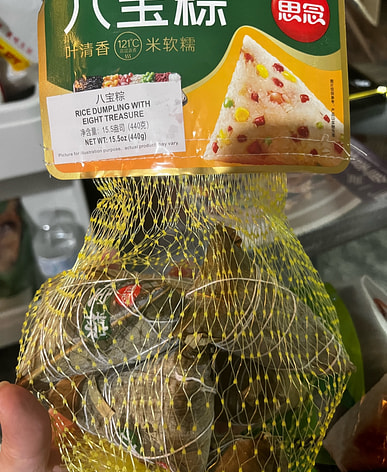 八宝粽
思念
叶清香 121℃ 米软糯
八宝粽
RICE DUMPLING WITH
EIGHT TREASURE
净含量: 15.5盎司 (440克)
NET WT: 15.5oz (440g)
Picture for illustration purpose, actual product may vary.